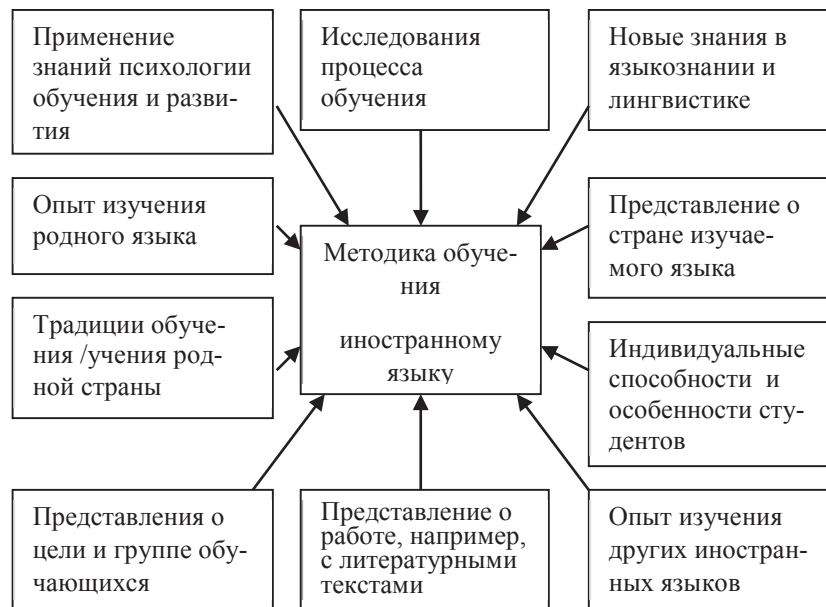 Применение
знаний психологии
обучения и разви-
тия
Исследования
процесса
обучения
Новые знания в
языкознании и
лингвистике
Опыт изучения
родного языка
Методика обуче-
ния
иностранному
языку
Представление о
стране изучае-
мого языка
Традиции обуче-
ния /учения род-
ной страны
Индивидуальные
способности и
особенности сту-
дентов
Представления о
цели и группе обу-
чающихся
Представление о
работе, например,
с литературными
текстами
Опыт изучения
других иностран-
ных языков